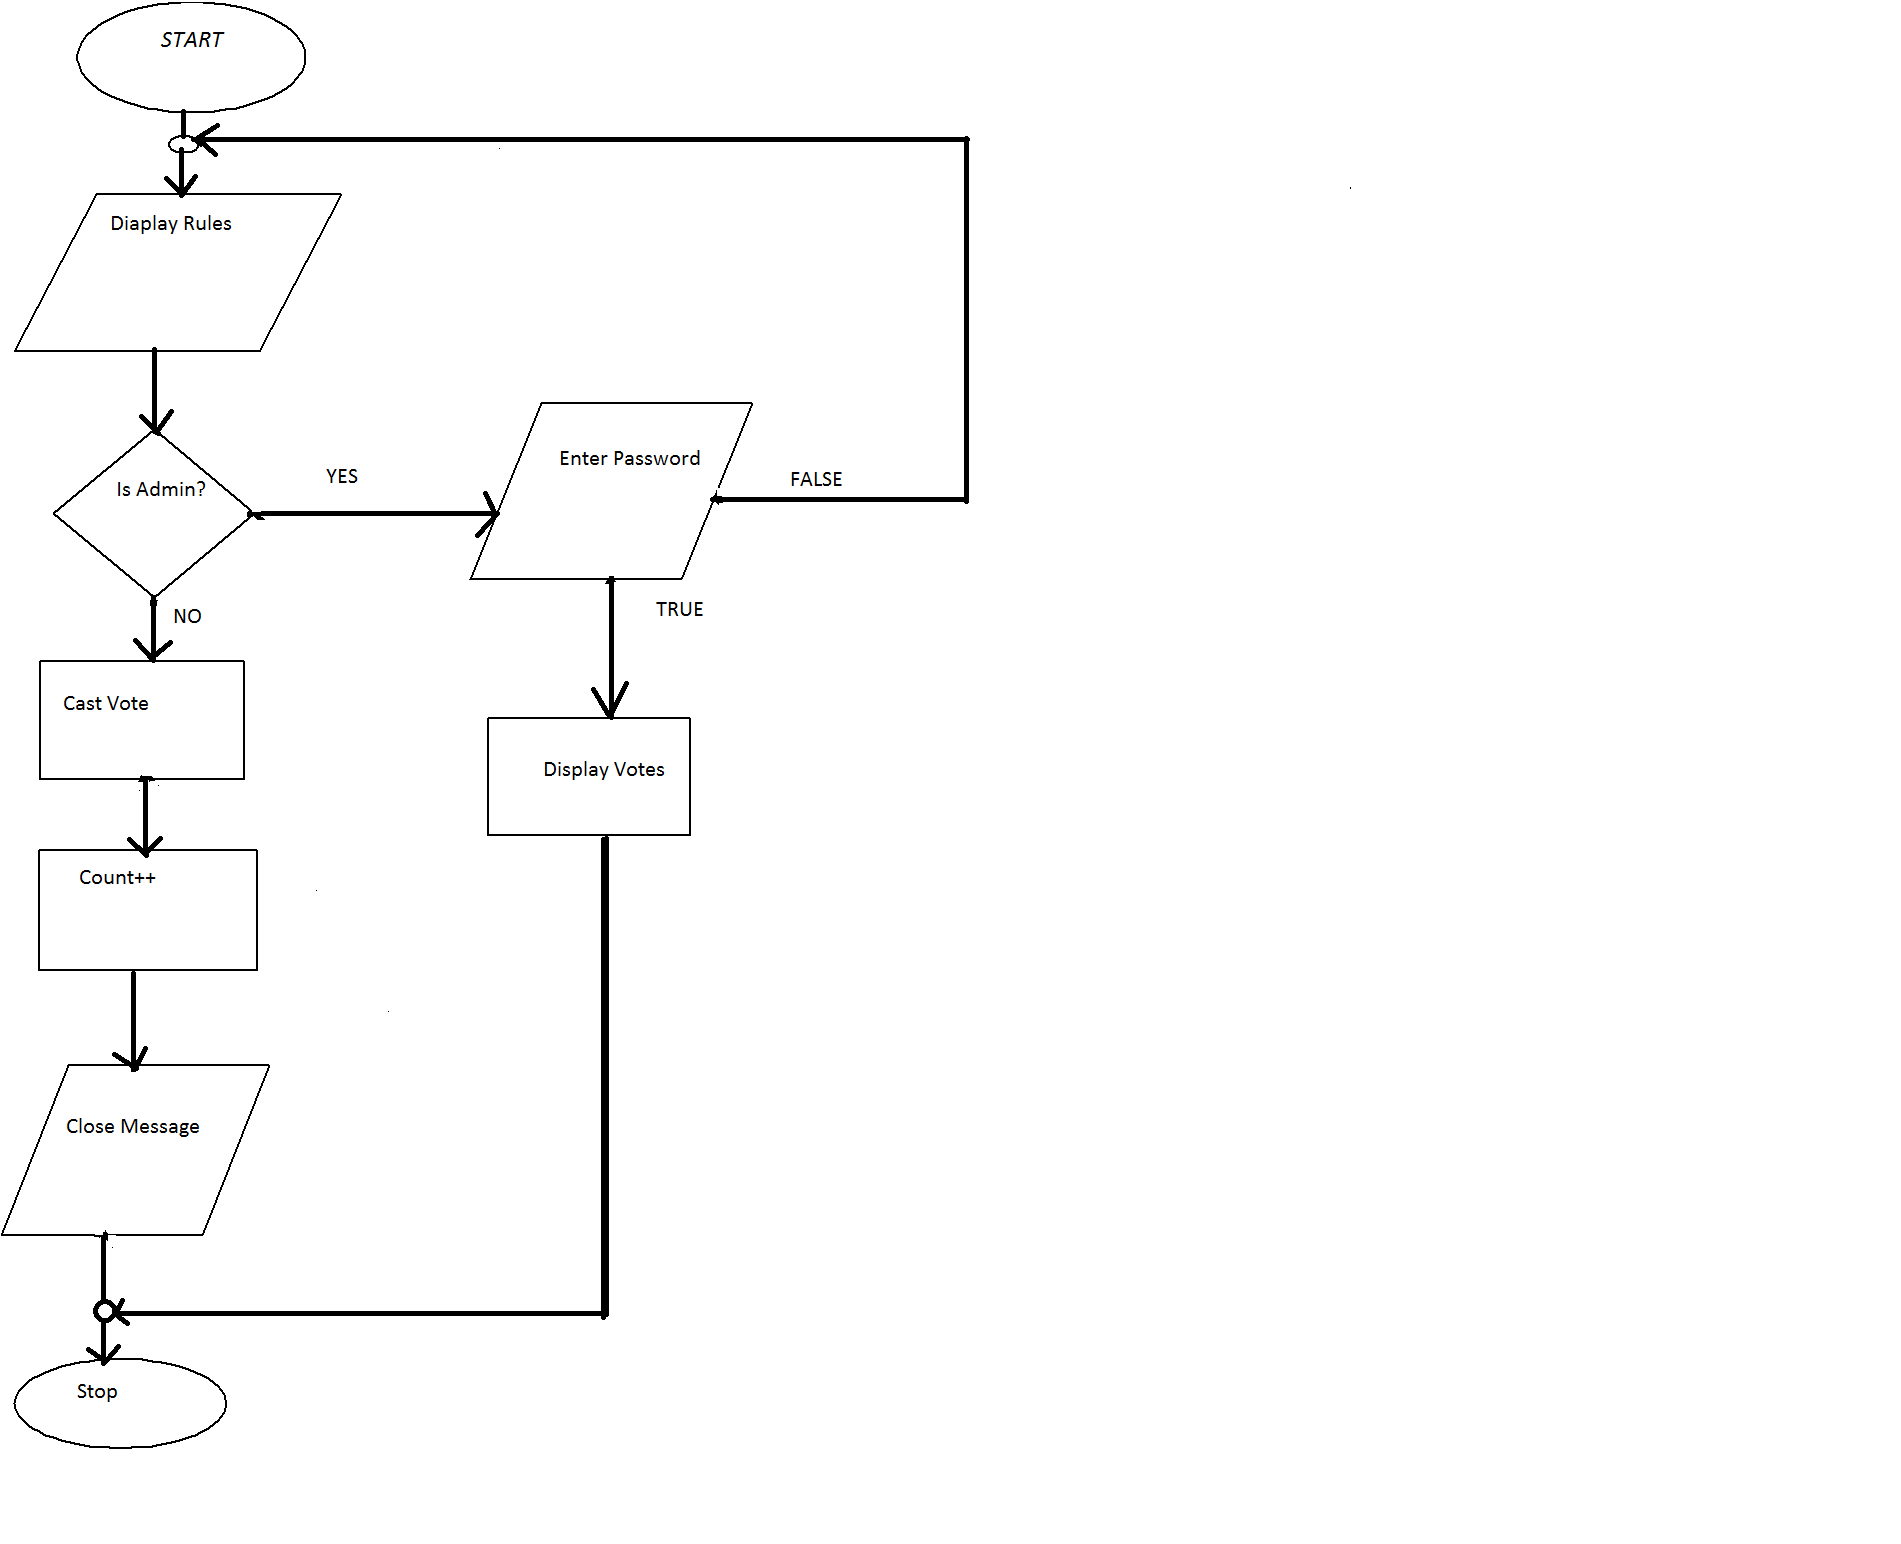 START
Diaplay Rules
Is Admin?
YES
Enter Password
FALSE
NO
TRUE
Cast Vote
Display Votes
Count++
Close Message
Stop